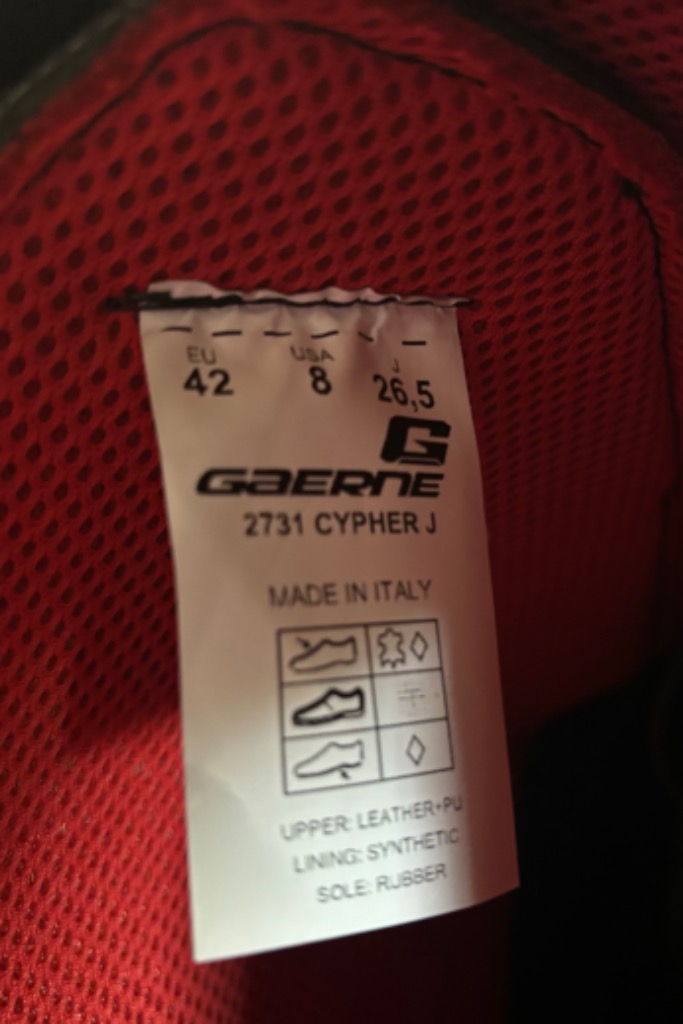 EU USA J
42 8 26,5
G
GAERNE
2731 CYPHER J
MADE IN ITALY
UPPER: LEATHER+PU
LINING: SYNTHETIC
SOLE: RUBBER